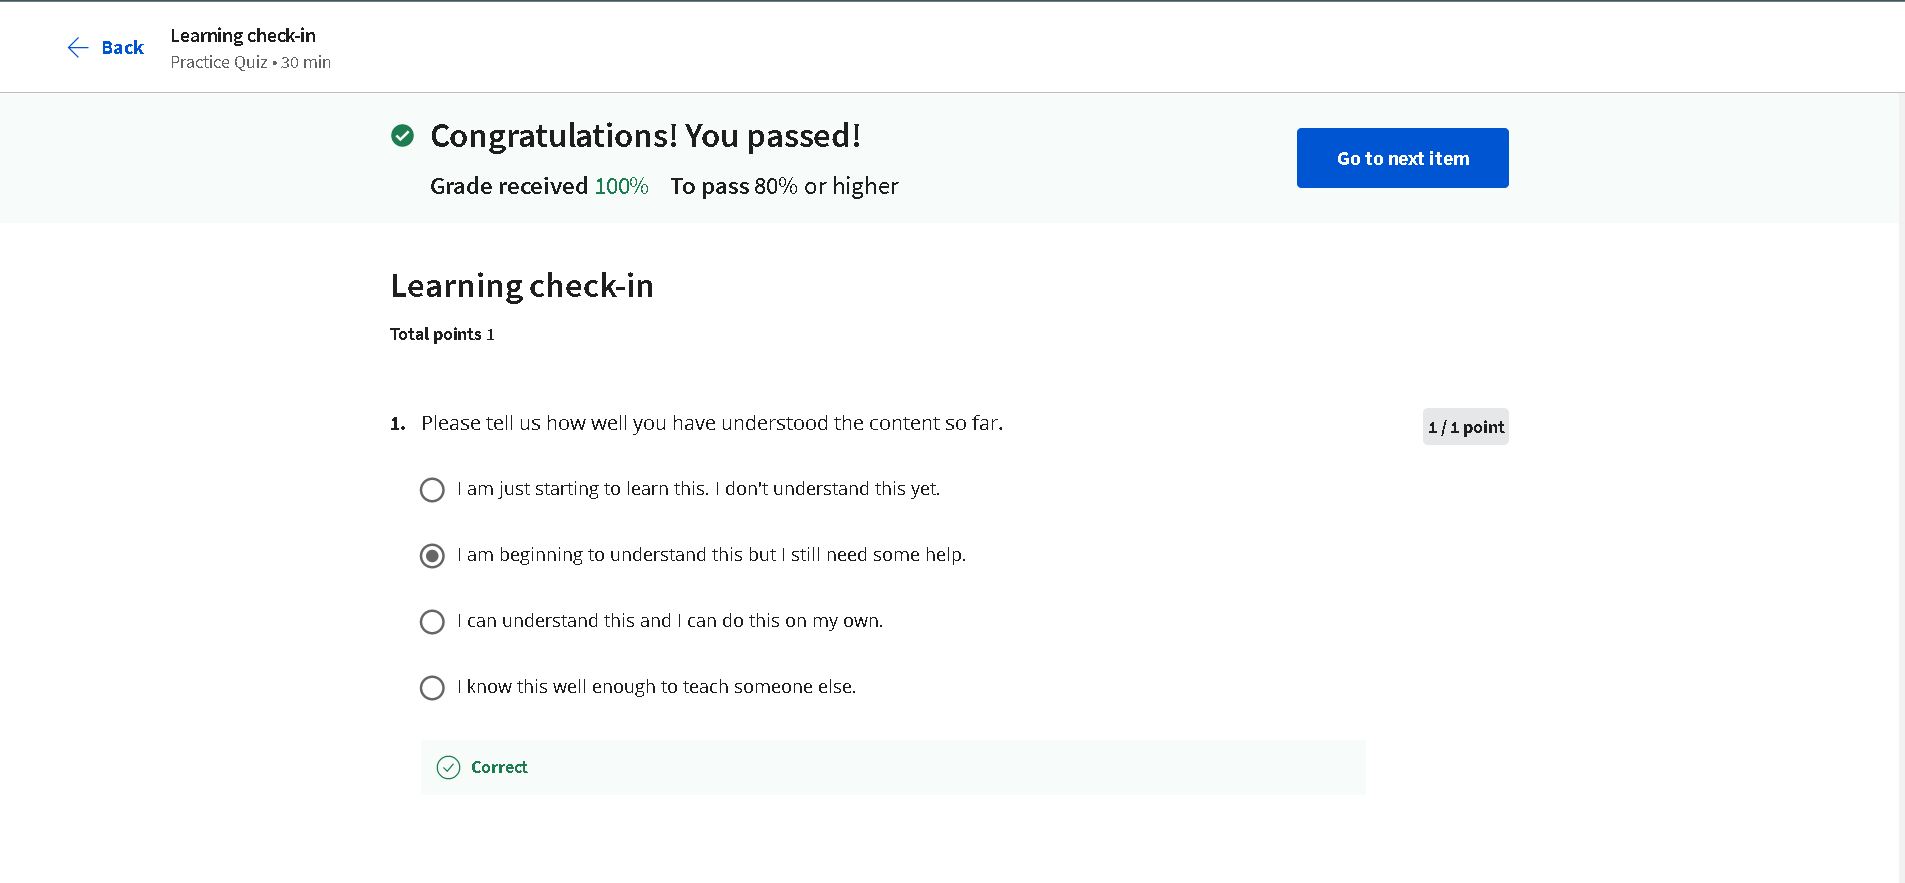 Back
Learning check-in
Practice Quiz • 30 min
Congratulations! You passed!
Grade received 100% To pass 80% or higher
Go to next item
Learning check-in
Total points 1
1. Please tell us how well you have understood the content so far.
1 / 1 point
I am just starting to learn this. I don't understand this yet.
I am beginning to understand this but I still need some help.
I can understand this and I can do this on my own.
I know this well enough to teach someone else.
Correct